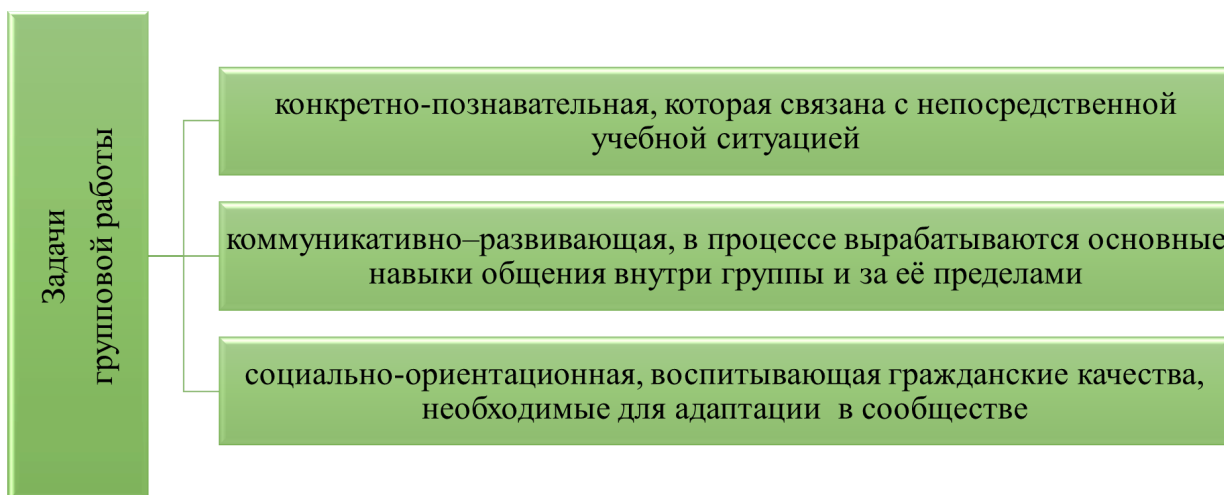 Задачи
групповой работы
конкретно-познавательная, которая связана с непосредственной
учебной ситуацией
коммуникативно–развивающая, в процессе вырабатываются основные
навыки общения внутри группы и за её пределами
социально-ориентационная, воспитывающая гражданские качества,
необходимые для адаптации  в сообществе